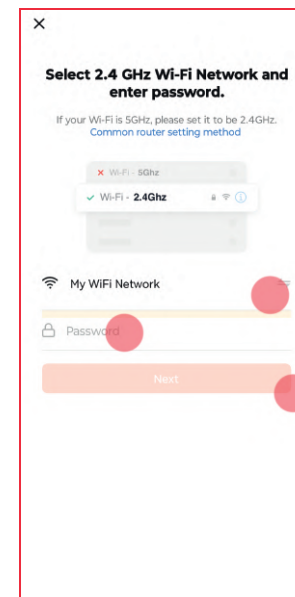 Select 2.4 GHz Wi-Fi Network and
enter password.
If your Wi-Fi is 5GHz, please set it to be 2.4GHz.
Common router setting method
Wi-Fi - 5Ghz
Wi-Fi - 2.4Ghz
My WiFi Network
Password
Next